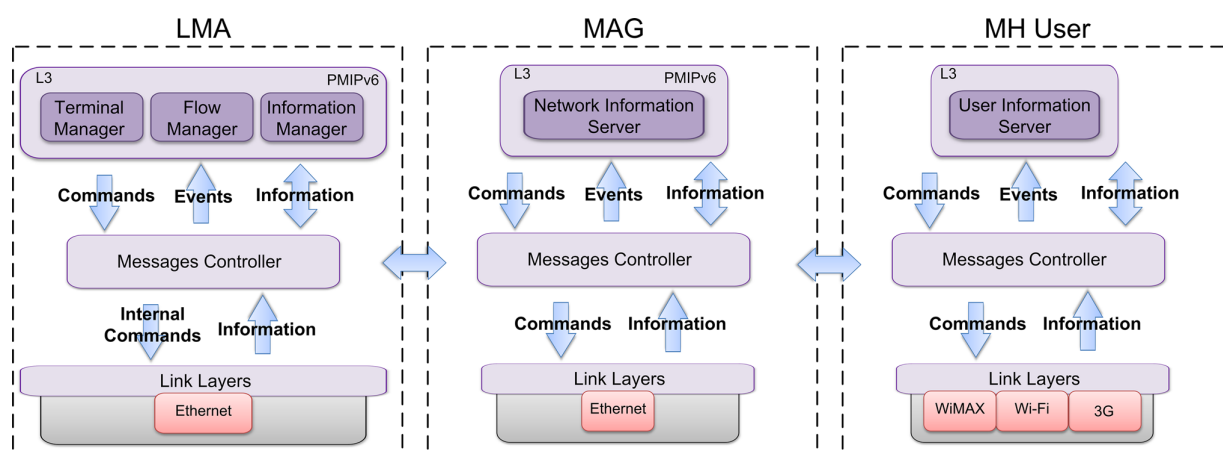 LMA
MAG
MH User
L3
PMIPv6
Terminal
Manager
Flow
Manager
Information
Manager
L3
PMIPv6
Network Information
Server
L3
User Information
Server
Commands
Events
Information
Commands
Events
Information
Commands
Events
Information
Messages Controller
Messages Controller
Messages Controller
Internal
Commands
Information
Commands
Information
Commands
Information
Link Layers
Ethernet
Link Layers
Ethernet
Link Layers
WiMAX
Wi-Fi
3G